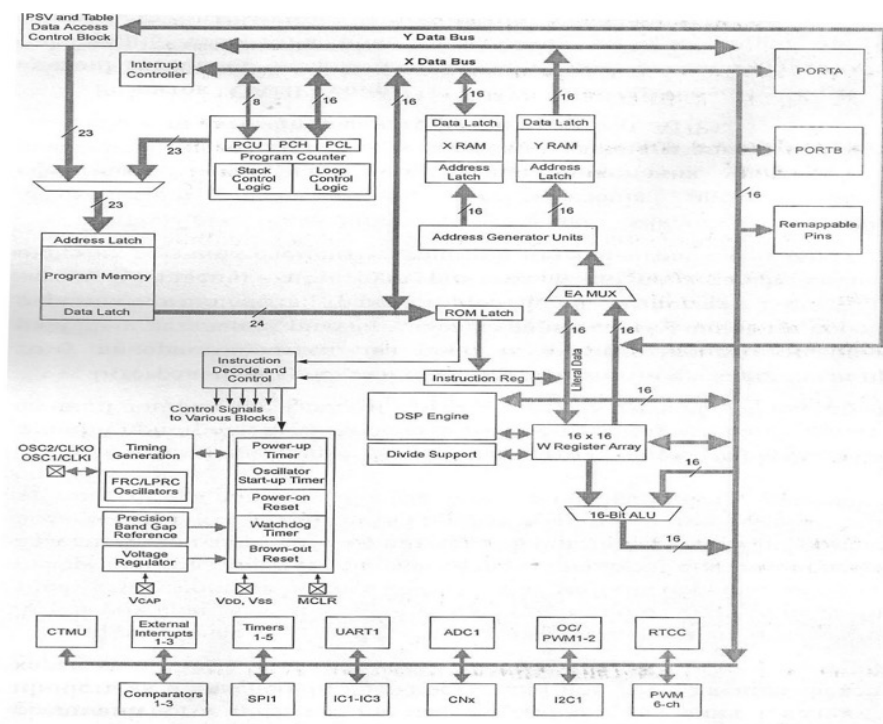 PSV and Table
Data Access
Control Block
Y Data Bus
Interrupt
Controller
X Data Bus
PORTA
8
16
16
16
16
23
23
PCU
PCH
PCL
Program Counter
Stack
Control
Logic
Loop
Control
Logic
Data Latch
X RAM
Address
Latch
Data Latch
Y RAM
Address
Latch
PORTB
16
23
16
16
Remappable
Pins
Address Latch
Program Memory
Data Latch
Address Generator Units
EA MUX
24
ROM Latch
16
16
Literal Data
Instruction
Decode and
Control
Instruction Reg
Control Signals
to Various Blocks
16
DSP Engine
Divide Support
16 x 16
W Register Array
16
OSC2/CLKO
OSC1/CLKI
Timing
Generation
FRC/LPRC
Oscillators
Precision
Band Gap
Reference
Voltage
Regulator
Power-up
Timer
Oscillator
Start-up Timer
Power-on
Reset
Watchdog
Timer
Brown-out
Reset
16-Bit ALU
16
VCAP
VDD, VSS
MCLR
CTMU
External
Interrupts
1-3
Timers
1-5
UART1
ADC1
OC/
PWM1-2
RTCC
Comparators
1-3
SPI1
IC1-IC3
CNx
I2C1
PWM
6-ch